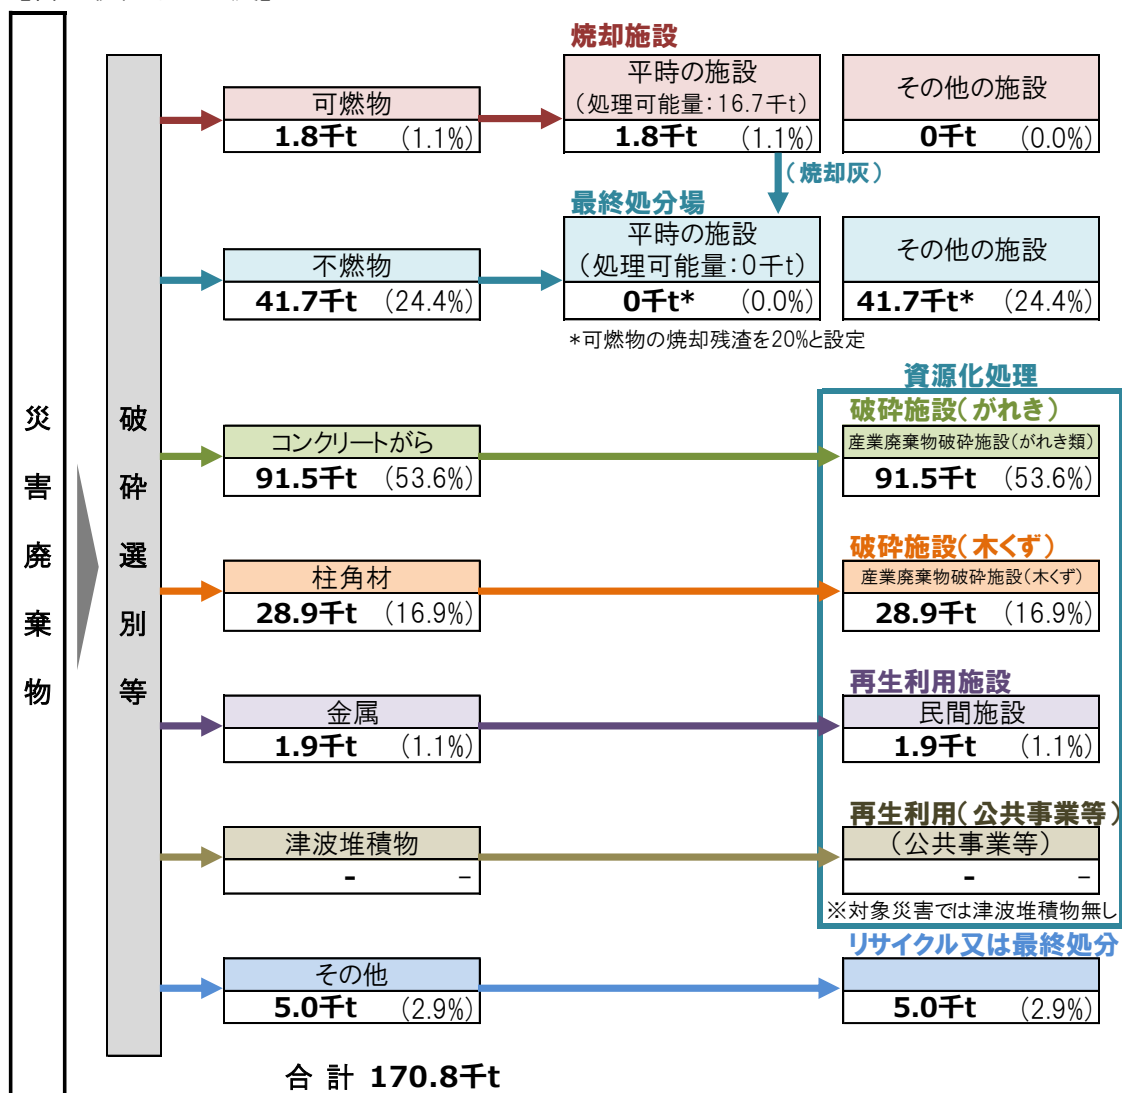 災害廃棄物
破砕選別等
焼却施設
可燃物
1.8千t (1.1%)
平時の施設
(処理可能量:16.7千t)
1.8千t (1.1%)
その他の施設
0千t (0.0%)
(焼却灰)
最終処分場
不燃物
41.7千t (24.4%)
平時の施設
(処理可能量:0千t)
0千t* (0.0%)
その他の施設
41.7千t* (24.4%)
*可燃物の焼却残渣を20%と設定
資源化処理
破砕施設(がれき)
コンクリートがら
91.5千t (53.6%)
産業廃棄物破砕施設(がれき類)
91.5千t (53.6%)
破砕施設(木くず)
柱角材
28.9千t (16.9%)
産業廃棄物破砕施設(木くず)
28.9千t (16.9%)
再生利用施設
金属
1.9千t (1.1%)
民間施設
1.9千t (1.1%)
再生利用(公共事業等)
津波堆積物
- -
(公共事業等)
- -
※対象災害では津波堆積物無し
リサイクル又は最終処分
その他
5.0千t (2.9%)
5.0千t (2.9%)
合計 170.8千t